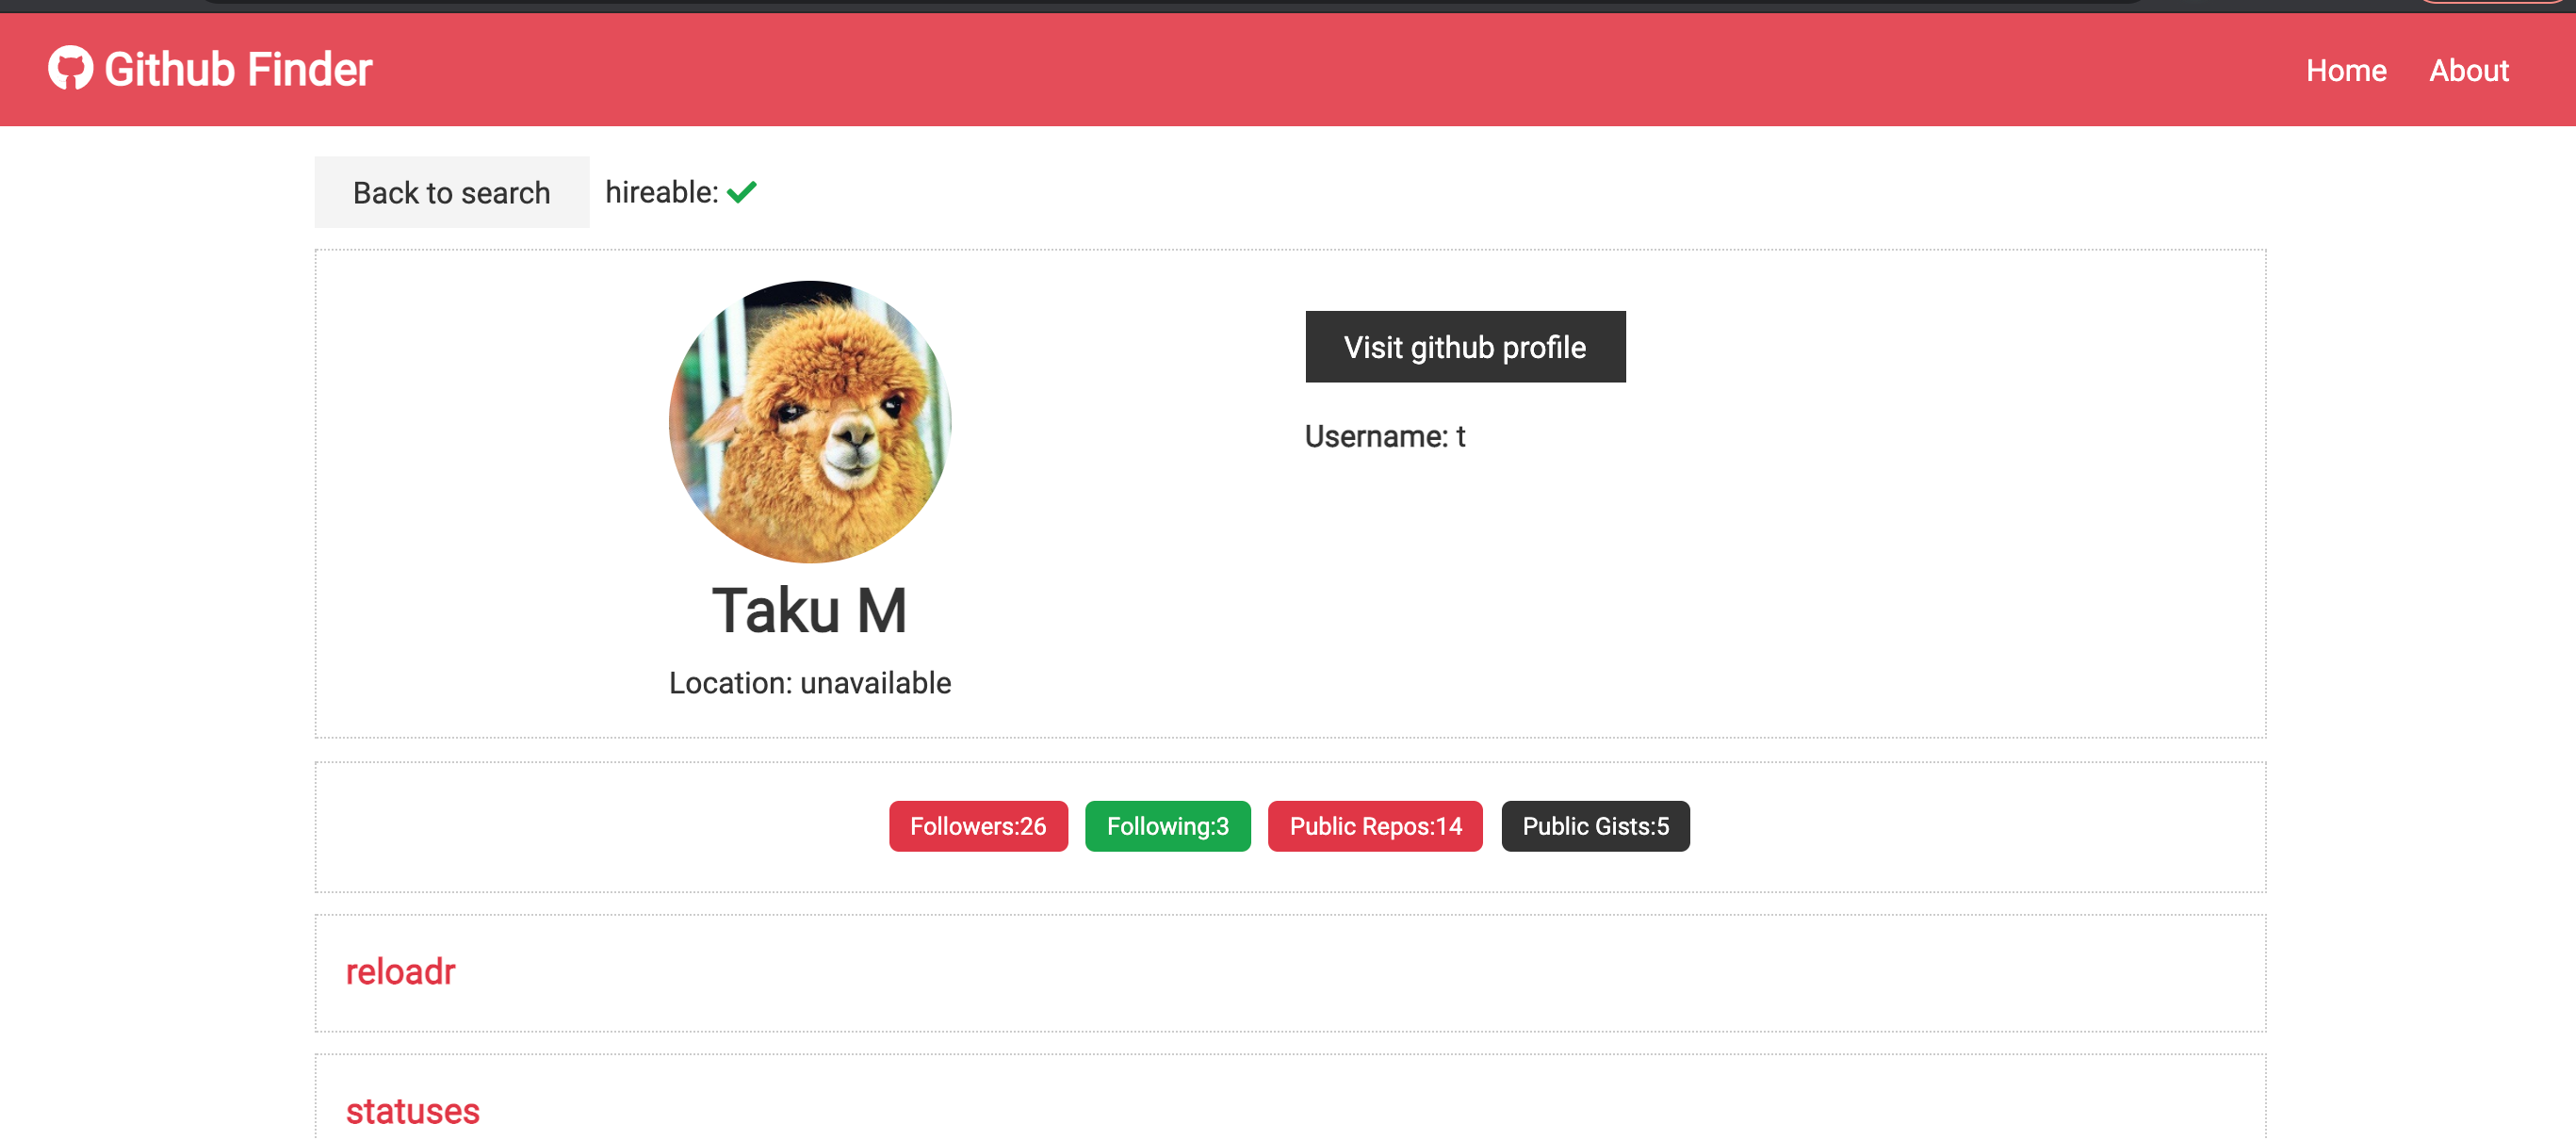 Github Finder
Home About
Back to search hireable:
Visit github profile
Username: t
Taku M
Location: unavailable
Followers:26 Following:3 Public Repos:14 Public Gists:5
reloadr
statuses